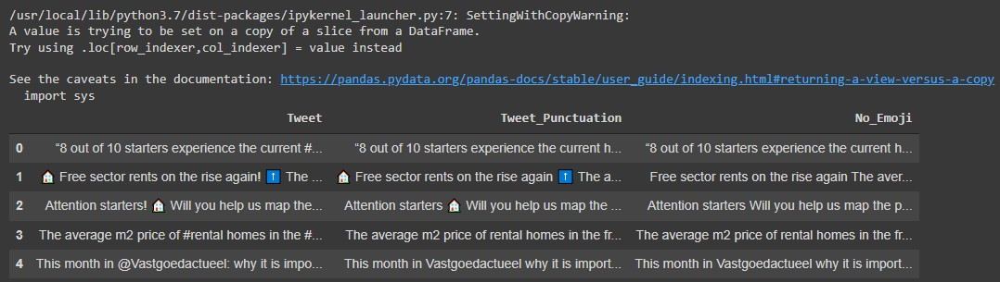 /usr/local/lib/python3.7/dist-packages/ipykernel_launcher.py:7: SettingWithCopyWarning:
A value is trying to be set on a copy of a slice from a DataFrame.
Try using .loc[row_indexer,col_indexer] = value instead
See the caveats in the documentation: https://pandas.pydata.org/pandas-docs/stable/user_guide/indexing.html#returning-a-view-versus-a-copy
import sys
Tweet Tweet_Punctuation No_Emoji
0 “8 out of 10 starters experience the current #... “8 out of 10 starters experience the current h... “8 out of 10 starters experience the current h...
1 🏠 Free sector rents on the rise again! ⬆️ The ... 🏠 Free sector rents on the rise again ⬆️ The a... Free sector rents on the rise again The aver...
2 Attention starters! 🏠 Will you help us map the... Attention starters 🏠 Will you help us map the ... Attention starters Will you help us map the p...
3 The average m2 price of #rental homes in the #... The average m2 price of rental homes in the fr... The average m2 price of rental homes in the fr...
4 This month in @Vastgoedactueel: why it is impo... This month in Vastgoedactueel why it is import... This month in Vastgoedactueel why it is import...